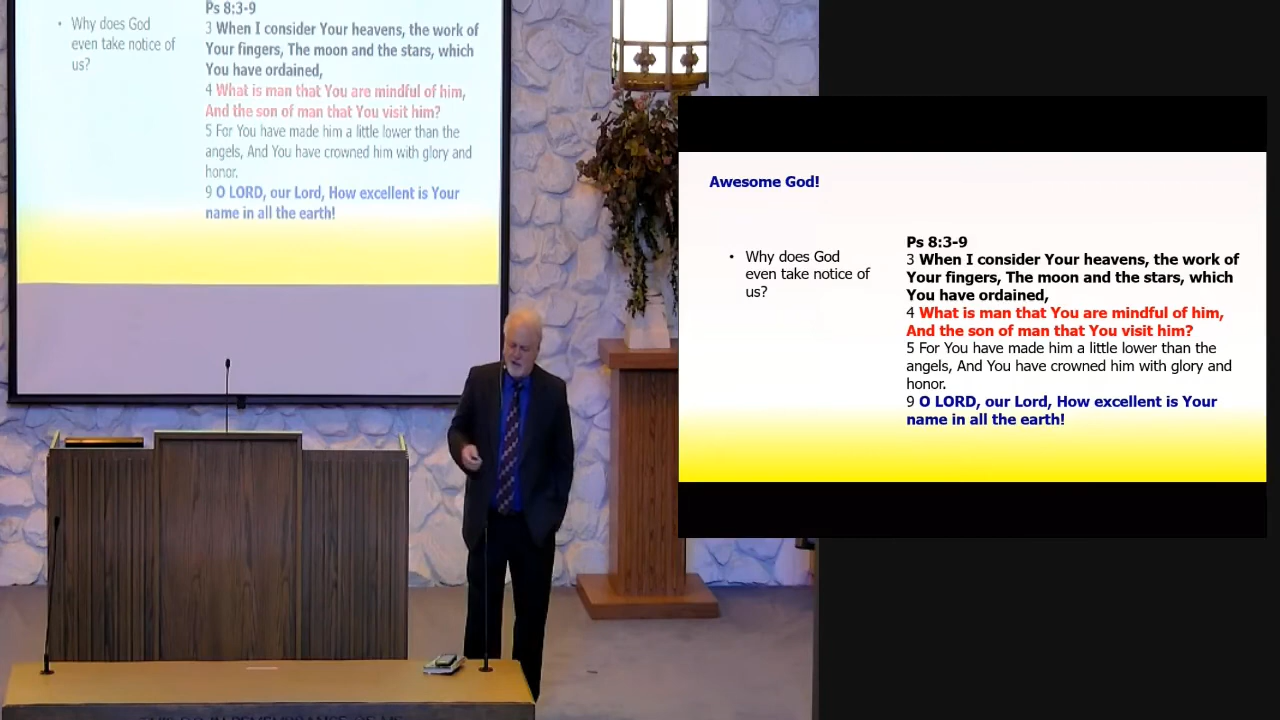 Ps 8:3-9
• Why does God
even take notice of
us?
3 When I consider Your heavens, the work of
Your fingers, The moon and the stars, which
You have ordained,
4 What is man that You are mindful of him,
And the son of man that You visit him?
5 For You have made him a little lower than the
angels, And You have crowned him with glory and
honor.
9 O LORD, our Lord, How excellent is Your
name in all the earth!
Awesome God!
• Why does God
even take notice of
us?
Ps 8:3-9
3 When I consider Your heavens, the work of
Your fingers, The moon and the stars, which
You have ordained,
4 What is man that You are mindful of him,
And the son of man that You visit him?
5 For You have made him a little lower than the
angels, And You have crowned him with glory and
honor.
9 O LORD, our Lord, How excellent is Your
name in all the earth!